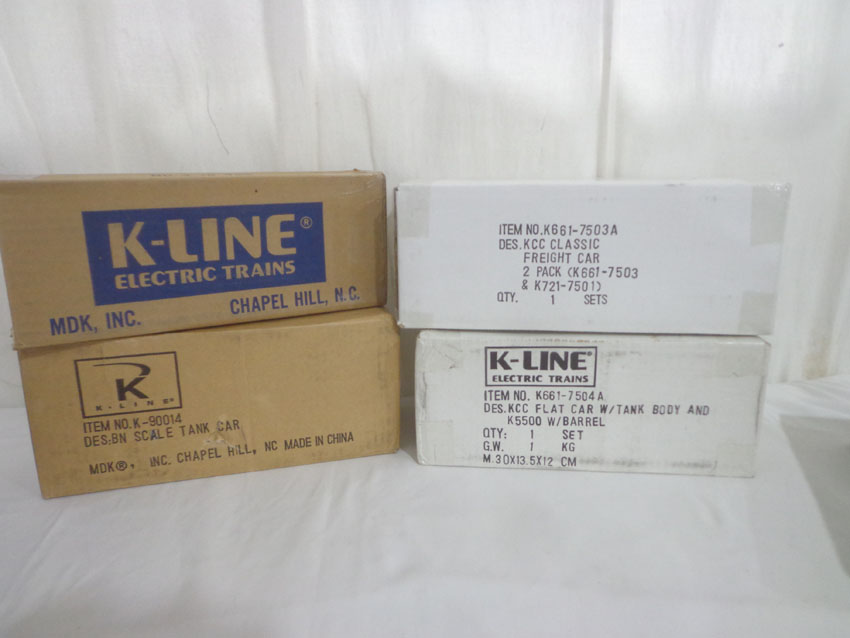 K-LINE®
ELECTRIC TRAINS
MDK, INC.
CHAPEL HILL, N.C.
K
K-LINE®
ITEM NO.K-90014
DES:BN SCALE TANK CAR
MDK®, INC. CHAPEL HILL, NC MADE IN CHINA
ITEM NO.K661-7503A
DES.KCC CLASSIC
FREIGHT CAR
2 PACK (K661-7503
& K721-7501)
QTY. 1 SETS
K-LINE®
ELECTRIC TRAINS
ITEM NO. K661-7504A
DES.KCC FLAT CAR W/TANK BODY AND
K5500 W/BARREL
QTY: 1 SET
G.W. 1 KG
M.30X13.5X12 CM